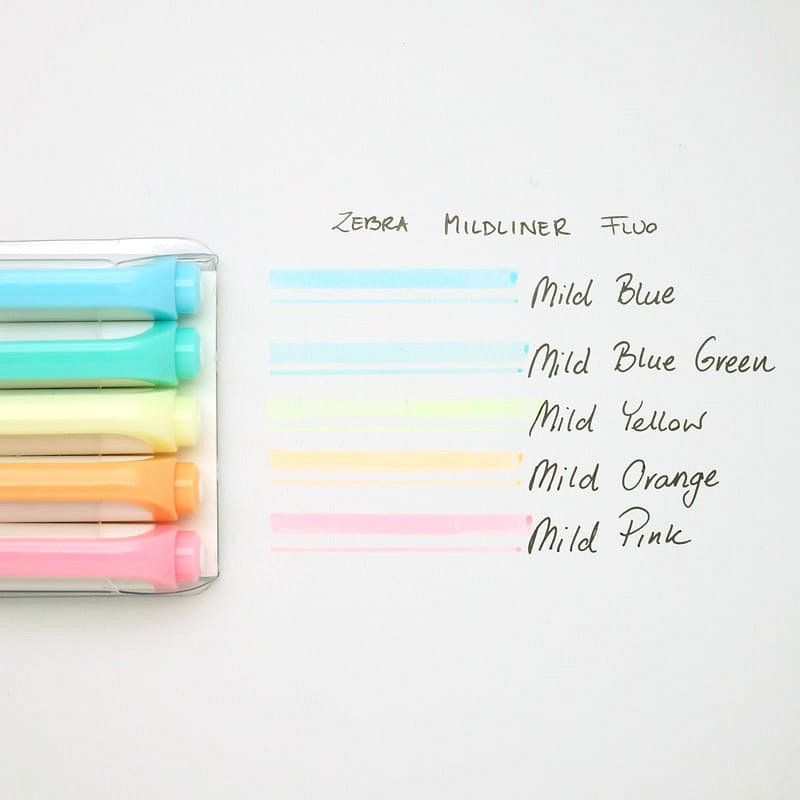 ZEBRA MILDLINER FLUO
Mild Blue
Mild Blue Green
Mild Yellow
Mild Orange
Mild Pink